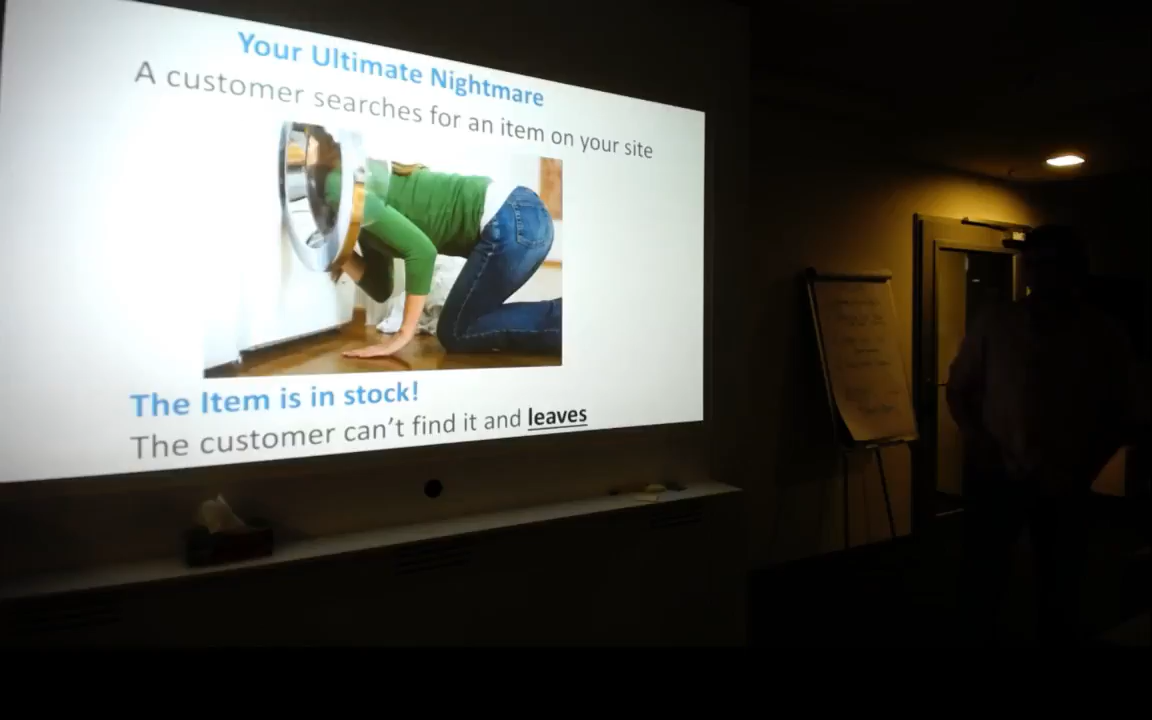 Your Ultimate Nightmare
A customer searches for an item on your site
The Item is in stock!
The customer can't find it and leaves